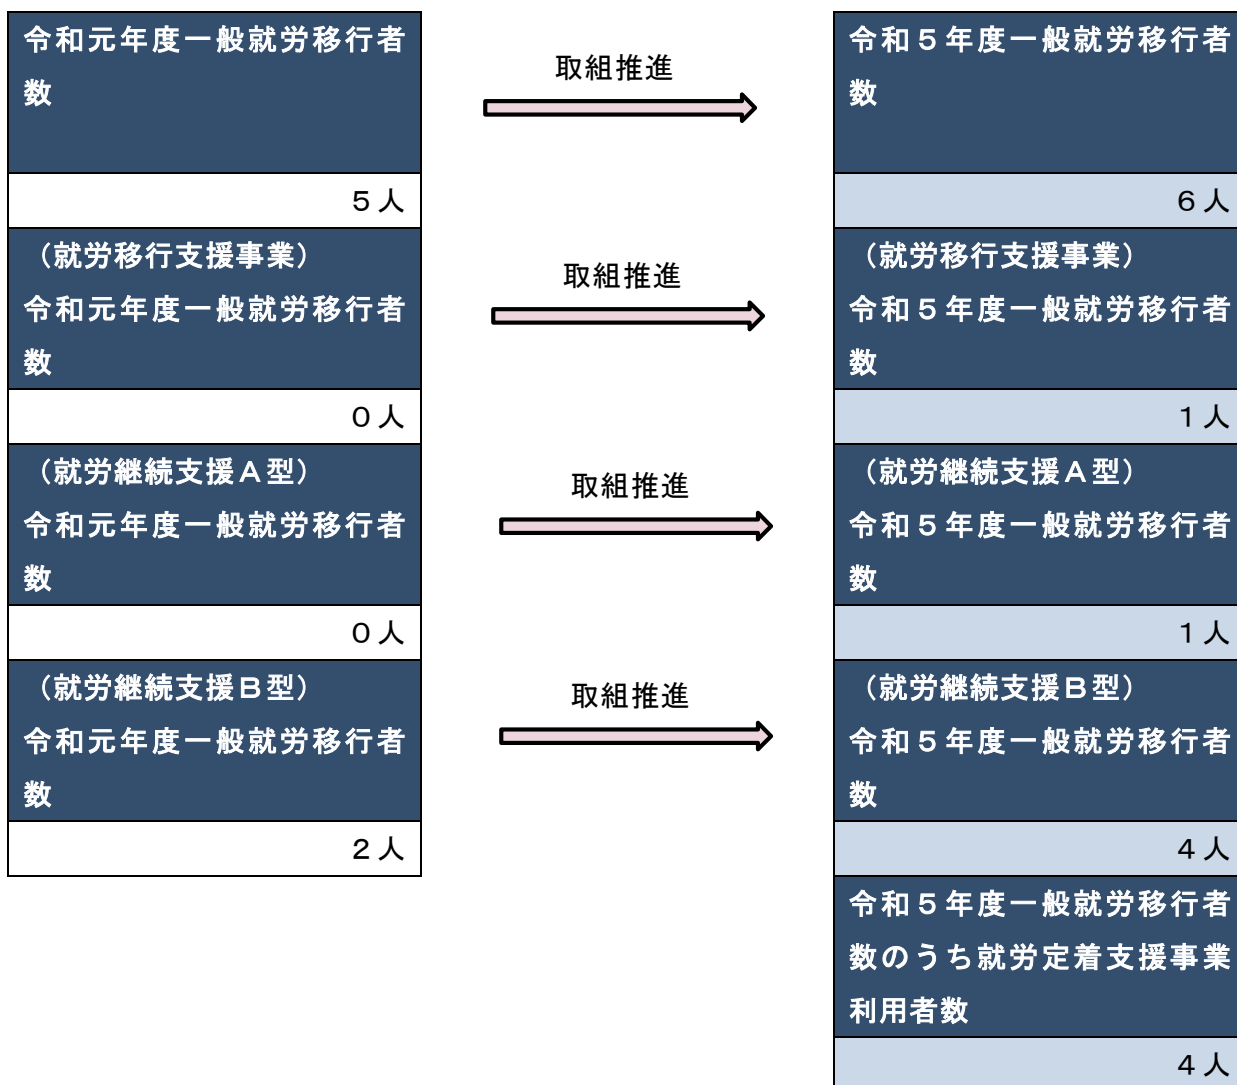 令和元年度一般就労移行者
数
5人
（就労移行支援事業）
令和元年度一般就労移行者
数
0人
（就労継続支援A型）
令和元年度一般就労移行者
数
0人
（就労継続支援B型）
令和元年度一般就労移行者
数
2人
取組推進
取組推進
取組推進
取組推進
令和5年度一般就労移行者
数
6人
（就労移行支援事業）
令和5年度一般就労移行者
数
1人
（就労継続支援A型）
令和5年度一般就労移行者
数
1人
（就労継続支援B型）
令和5年度一般就労移行者
数
4人
令和5年度一般就労移行者
数のうち就労定着支援事業
利用者数
4人